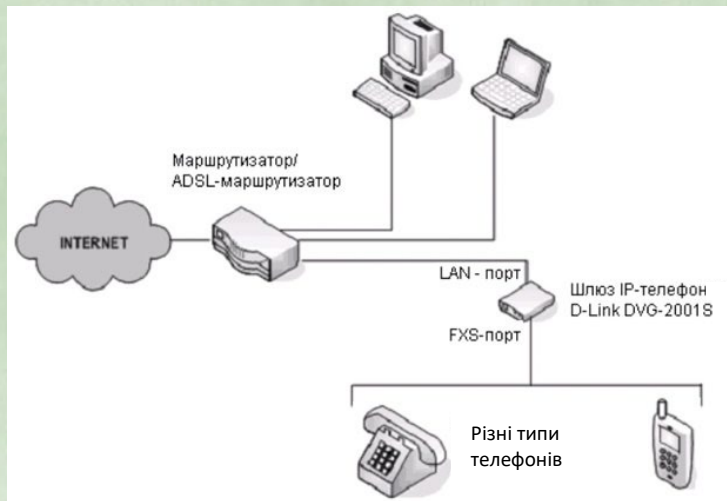 Маршрутизатор/
ADSL-маршрутизатор
INTERNET
LAN - порт
Шлюз IP-телефон
D-Link DVG-2001S
FXS-порт
Різні типи
телефонів